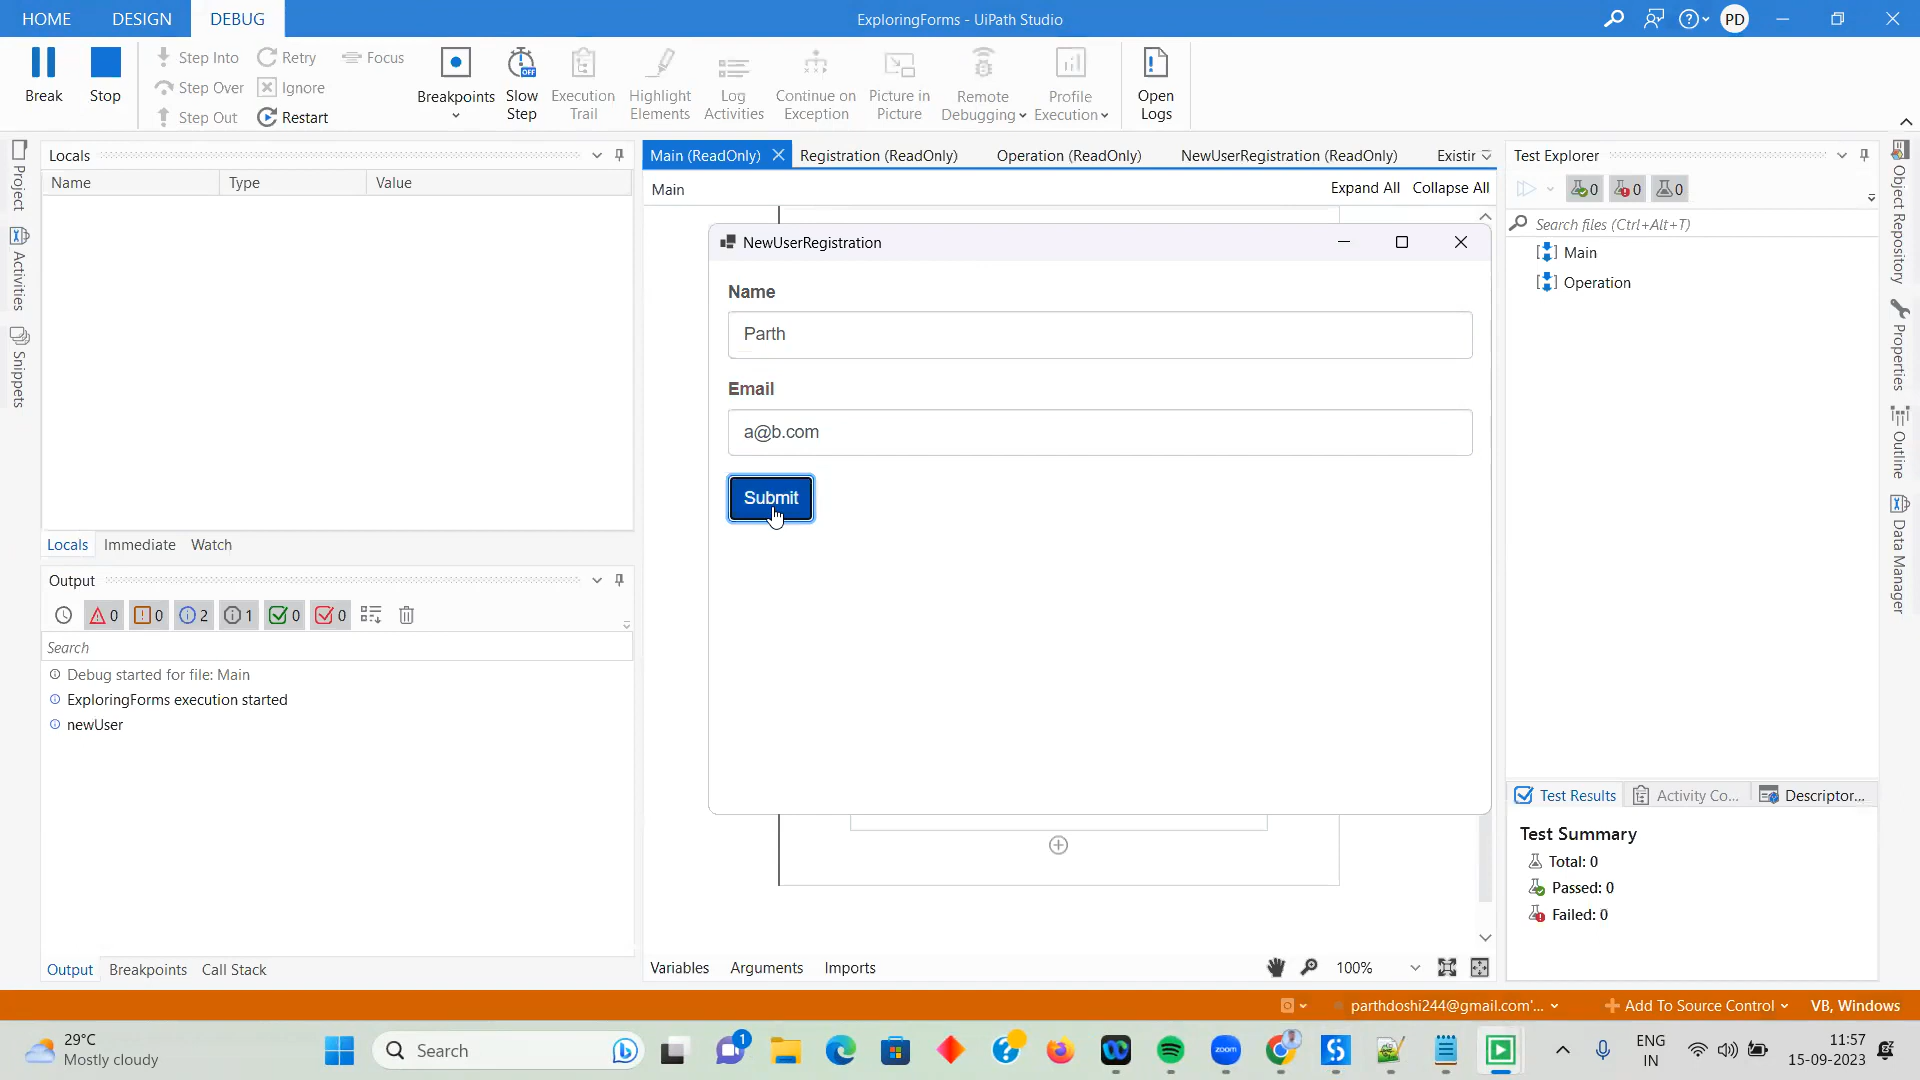 HOME DESIGN DEBUG
ExploringForms - UiPath Studio
PD
Break
Stop
Step Into
Step Over
Step Out
Retry
Ignore
Restart
Focus
Breakpoints
Slow
Step
Execution
Trail
Highlight
Elements
Log
Activities
Continue on
Exception
Picture in
Picture
Remote
Debugging
Profile
Execution
Open
Logs
Project
Activities
Snippets
Locals
Name Type Value
Locals Immediate Watch
Output
0 0 2 1 0 0
Search
Debug started for file: Main
ExploringForms execution started
newUser
Output Breakpoints Call Stack
Main (ReadOnly) Registration (ReadOnly) Operation (ReadOnly) NewUserRegistration (ReadOnly) Existir
Main
Expand All Collapse All
NewUserRegistration
Name
Parth
Email
a@b.com
Submit
Variables Arguments Imports
100%
Test Explorer
0 0 0
Search files (Ctrl+Alt+T)
Main
Operation
Test Results Activity Co... Descriptor...
Test Summary
Total: 0
Passed: 0
Failed: 0
Object Repository
Properties
Outline
Data Manager
parthdoshi244@gmail.com'...
Add To Source Control
VB, Windows
29°C
Mostly cloudy
Search
1
zoom
ENG
IN
11:57
15-09-2023